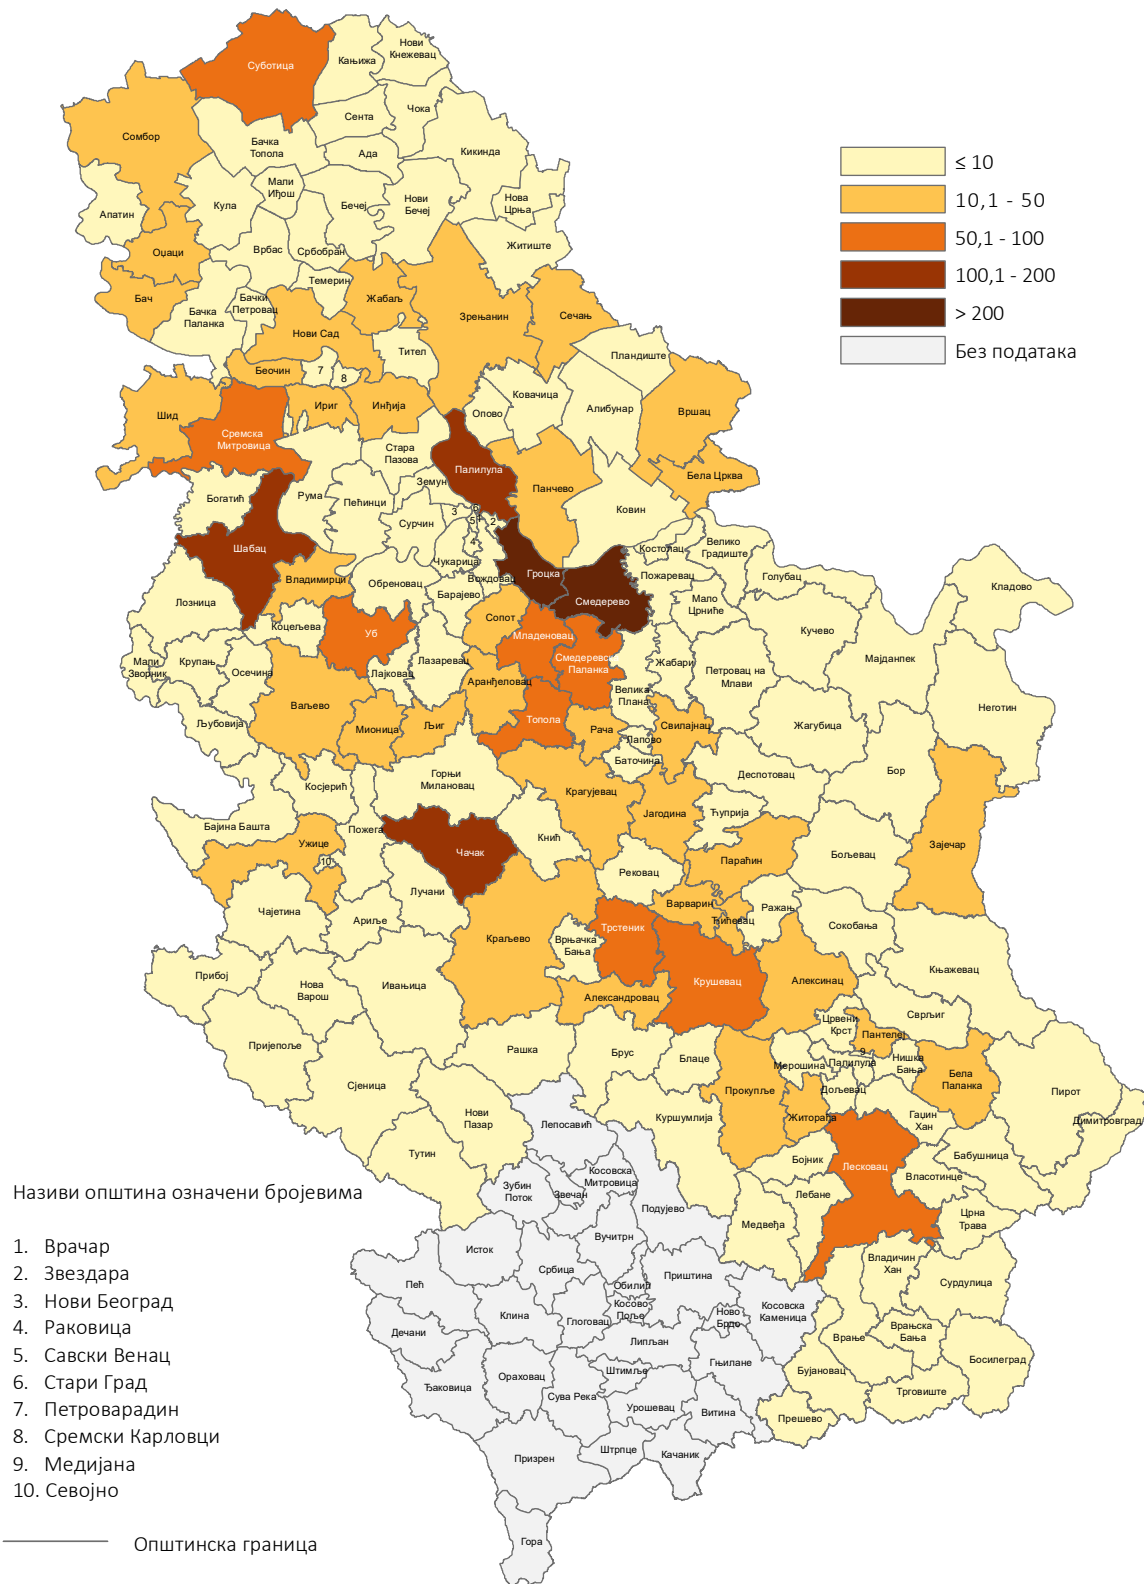 Суботица
Кањижа
Нови
Кнежевац
Сомбор
Сента
Чока
Бачка
Топола
Ада
Кикинда
Мали
Иђош
Апатин
Кула
Бечеј
Нови
Бечеј
Нова
Црња
Оџаци
Врбас
Србобран
Житиште
Бач
Темерин
Бачки
Петровац
Жабаљ
Бачка
Паланка
Зрењанин
Сечањ
Нови Сад
Тител
Пландиште
Беочин
7
8
Ковачица
Шид
Ириг
Инђија
Опово
Алибунар
Вршац
Сремска
Митровица
Стара
Пазова
Палилула
Земун
Панчево
Бела Црква
Богатић
Рума
Пећинци
Сурчин
3
6
1
5
2
4
Ковин
Шабац
Чукарица
Костолац
Велико
Градиште
Владимирци
Обреновац
Вождовац
Гроцка
Пожаревац
Голубац
Кладово
Лозница
Барајево
Смедерево
Мало
Црниће
Коцељева
Уб
Сопот
Младеновац
Кучево
Мали
Зворник
Крупањ
Осечина
Лајковац
Лазаревац
Смедеревска
Паланка
Жабари
Петровац на
Млави
Мајданпек
Аранђеловац
Велика
Плана
Љубовија
Ваљево
Мионица
Љиг
Топола
Рача
Лапово
Свилајнац
Жагубица
Неготин
Баточина
Косјерић
Горњи
Милановац
Крагујевац
Деспотовац
Бор
Бајина Башта
Пожега
Јагодина
Ћуприја
Ужице
10
Чачак
Кнић
Параћин
Бољевац
Зајечар
Лучани
Рековац
Чајетина
Ариље
Варварин
Ћићевац
Ражањ
Сокобања
Краљево
Врњачка
Бања
Трстеник
Прибој
Нова
Варош
Ивањица
Крушевац
Алексинац
Књажевац
Александровац
Сврљиг
Пријепоље
Рашка
Брус
Блаце
Црвени
Крст
Пантелеј
Сјеница
Мерошина
9
Палилула
Нишка
Бања
Бела
Паланка
Прокупље
Дољевац
Пирот
Нови
Пазар
Куршумлија
Житорађа
Гаџин
Хан
Димитровград
Тутин
Лепосавић
Бојник
Лесковац
Бабушница
Зубин
Поток
Звечан
Косовска
Митровица
Лебане
Власотинце
Подујево
Медвеђа
Црна
Трава
Исток
Вучитрн
Србица
Владичин
Хан
Пећ
Обилић
Приштина
Сурдулица
Клина
Глоговац
Косово
Поље
Ново
Брдо
Косовска
Каменица
Дечани
Липљан
Врање
Врањска
Бања
Ђаковица
Ораховац
Штимље
Гњилане
Бујановац
Босилеград
Сува Река
Урошевац
Витина
Трговиште
Прешево
Призрен
Штрпце
Качаник
Гора
≤ 10
10,1 - 50
50,1 - 100
100,1 - 200
> 200
Без података
Називи општина означени бројевима
1. Врачар
2. Звездара
3. Нови Београд
4. Раковица
5. Савски Венац
6. Стари Град
7. Петроварадин
8. Сремски Карловци
9. Медијана
10. Севојно
Општинска граница